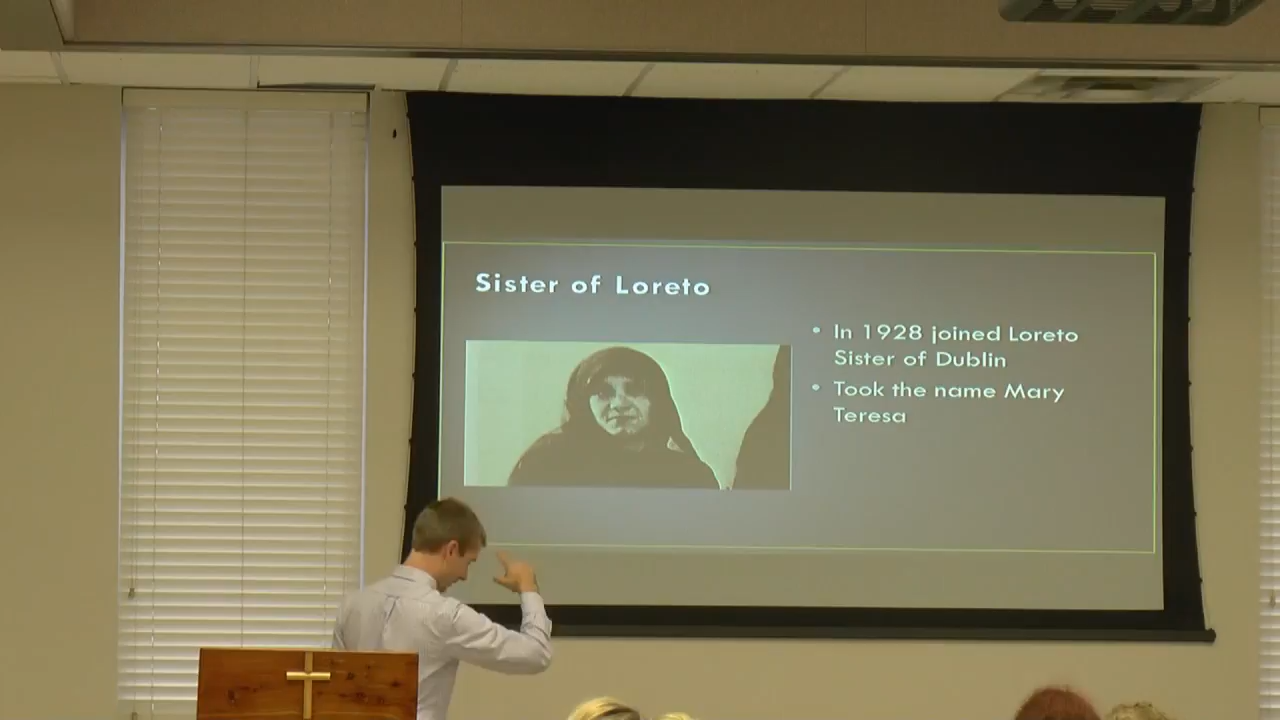 Sister of Loreto
• In 1928 joined Loreto
Sister of Dublin
• Took the name Mary
Teresa